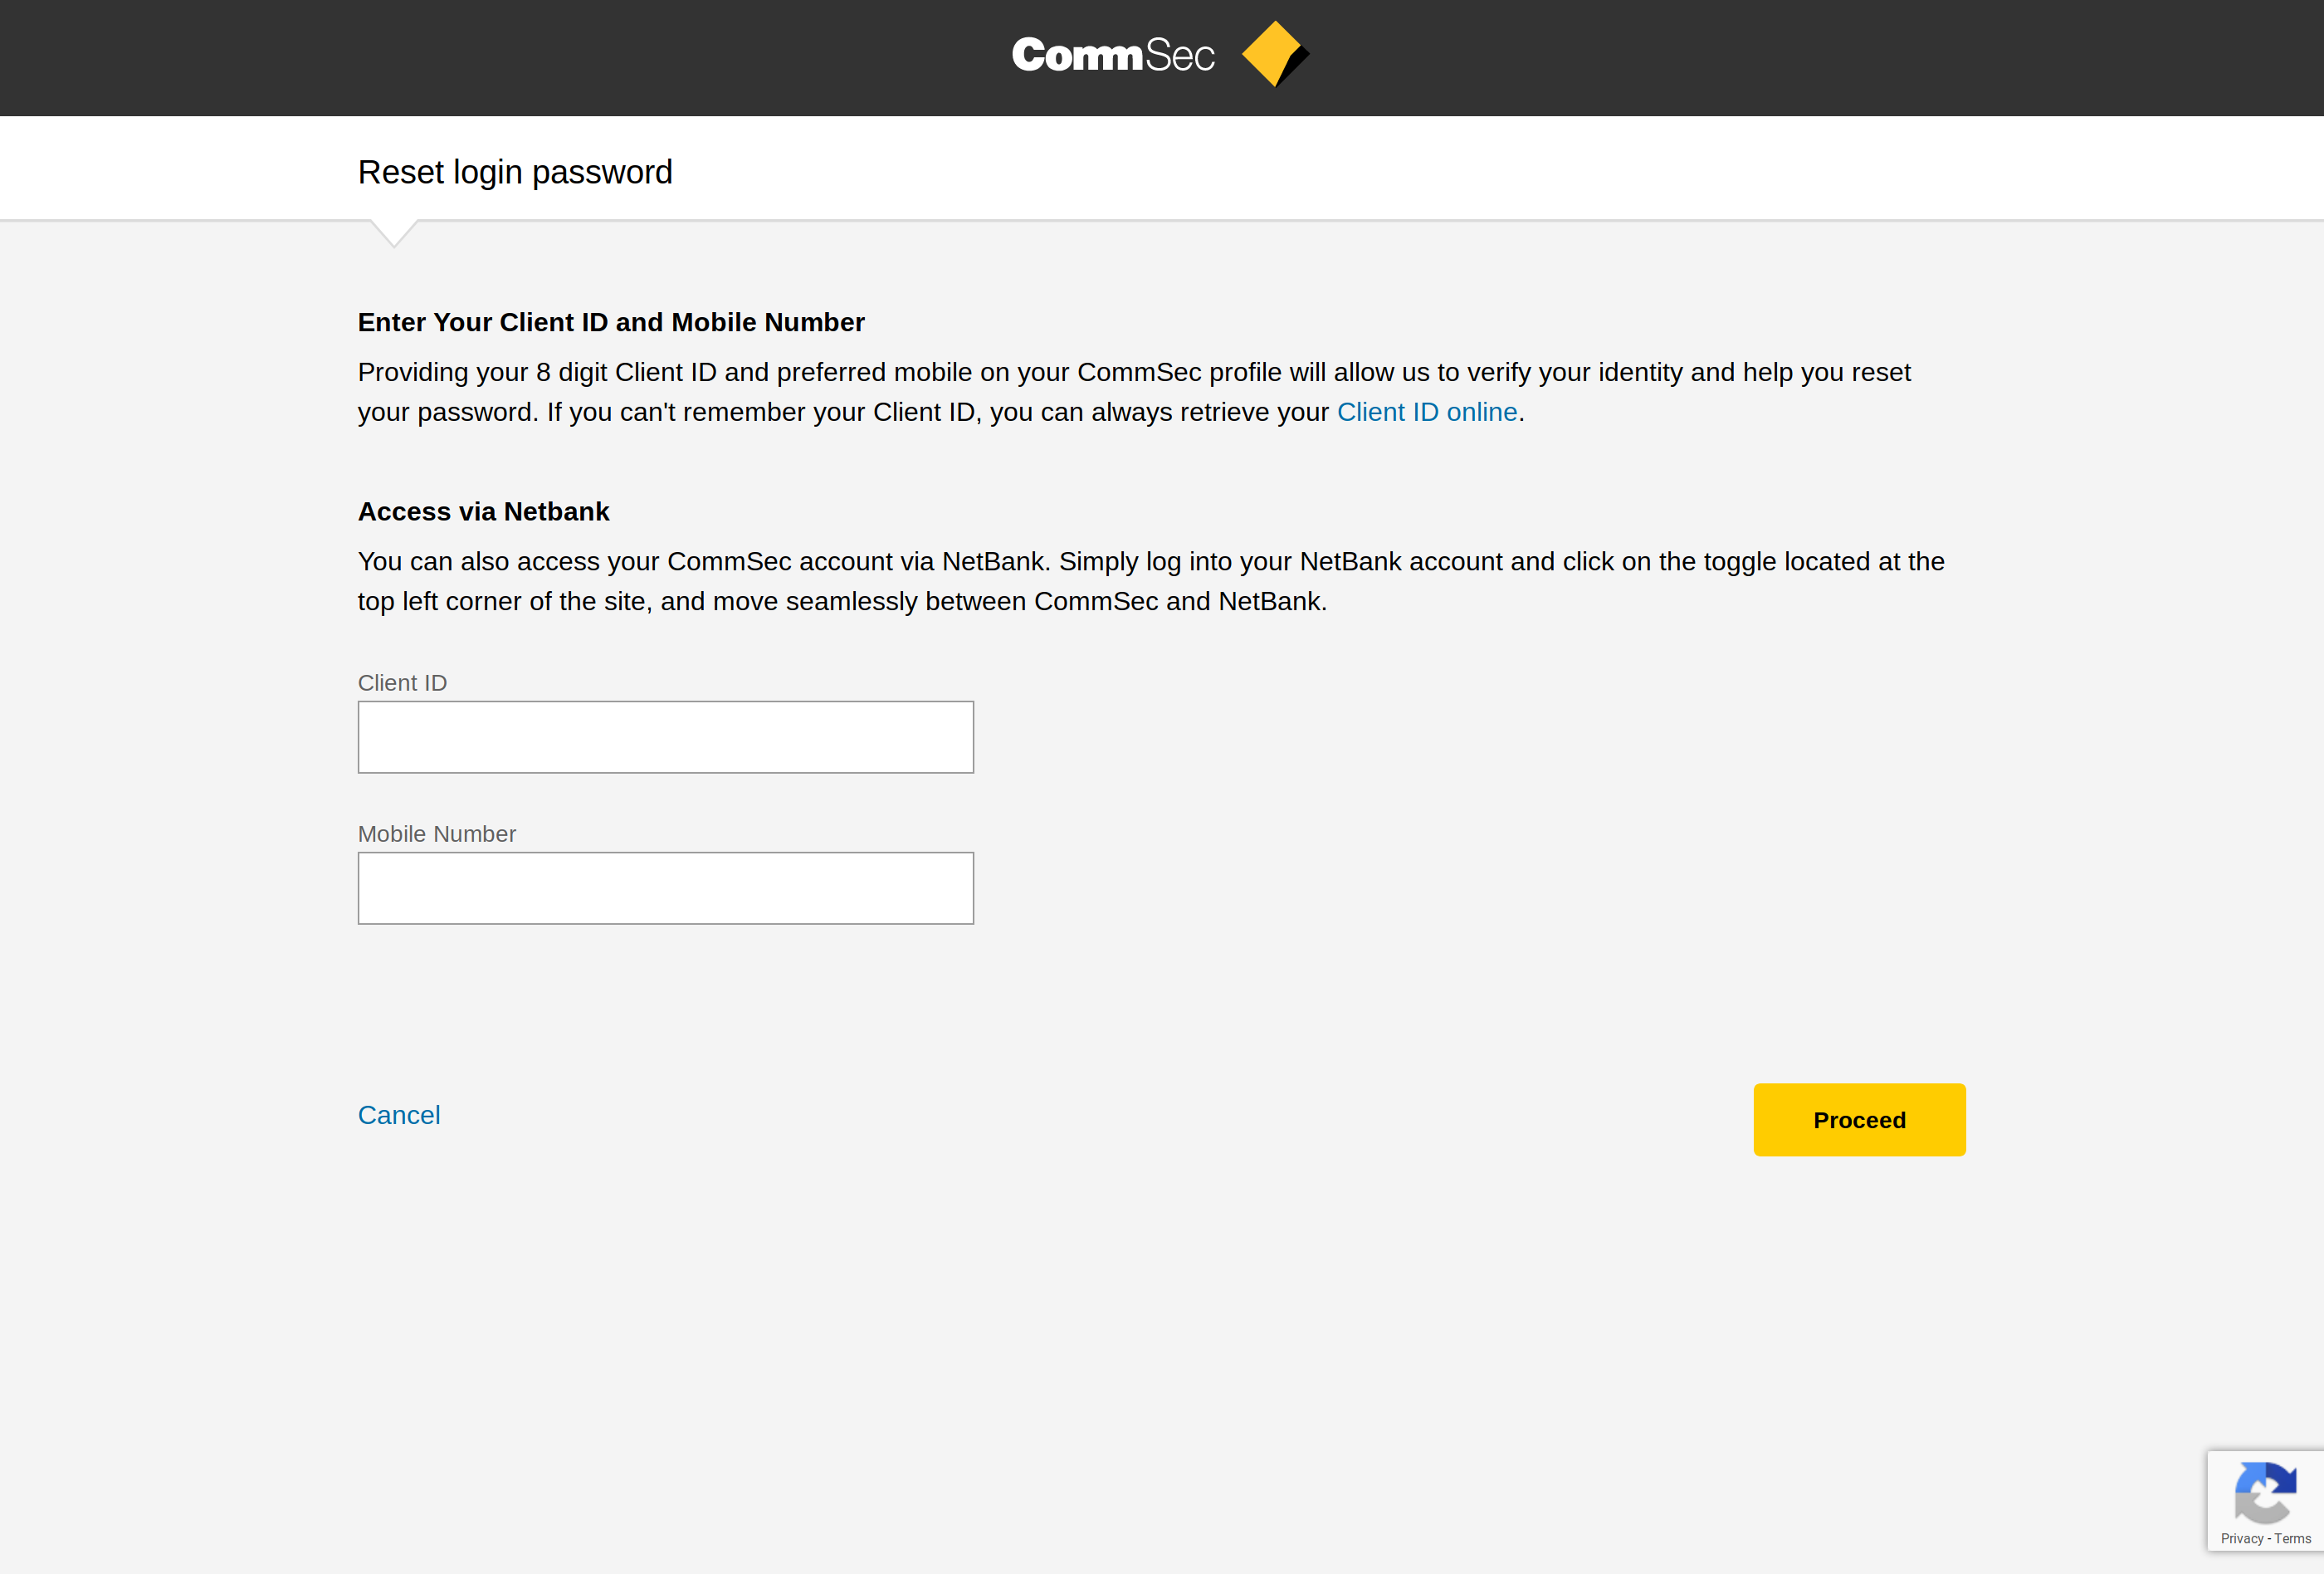 CommSec
Reset login password
Enter Your Client ID and Mobile Number
Providing your 8 digit Client ID and preferred mobile on your CommSec profile will allow us to verify your identity and help you reset
your password. If you can't remember your Client ID, you can always retrieve your Client ID online.
Access via Netbank
You can also access your CommSec account via NetBank. Simply log into your NetBank account and click on the toggle located at the
top left corner of the site, and move seamlessly between CommSec and NetBank.
Client ID
Mobile Number
Cancel
Proceed
Privacy - Terms